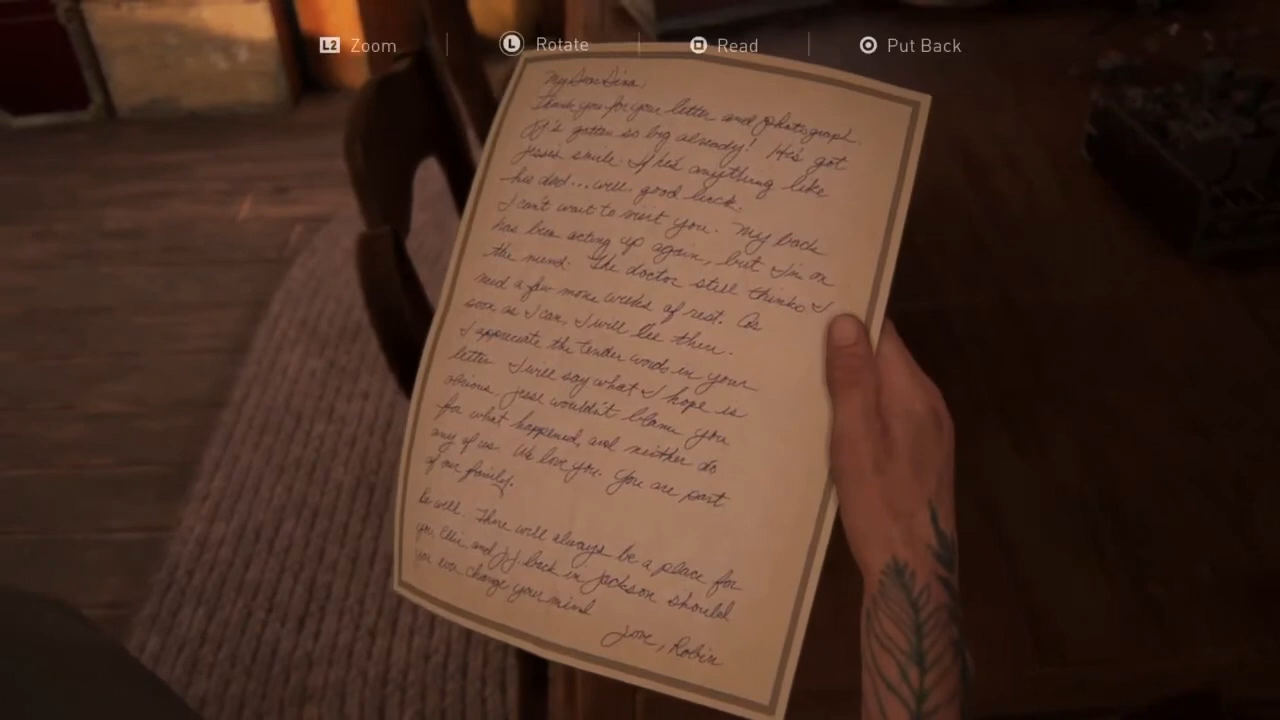 L2 Zoom L Rotate Read Put Back
My Dear Dina,
Thank you for your letter and photograph.
JJ's gotten so big already! He's got
Jesse's smile. If he's anything like
his dad... well, good luck.
I can't wait to visit you. My back
has been acting up again, but I'm on
the mend. The doctor still thinks I
need a few more weeks of rest. As
soon as I can, I will be there.
I appreciate the tender words in your
letter. I will say what I hope is
obvious. Jesse wouldn't blame you
for what happened, and neither do
any of us. We love you. You are part
of our family.
Be well. There will always be a place for
you, Ellie, and JJ back in Jackson should
you ever change your mind
Love, Robin